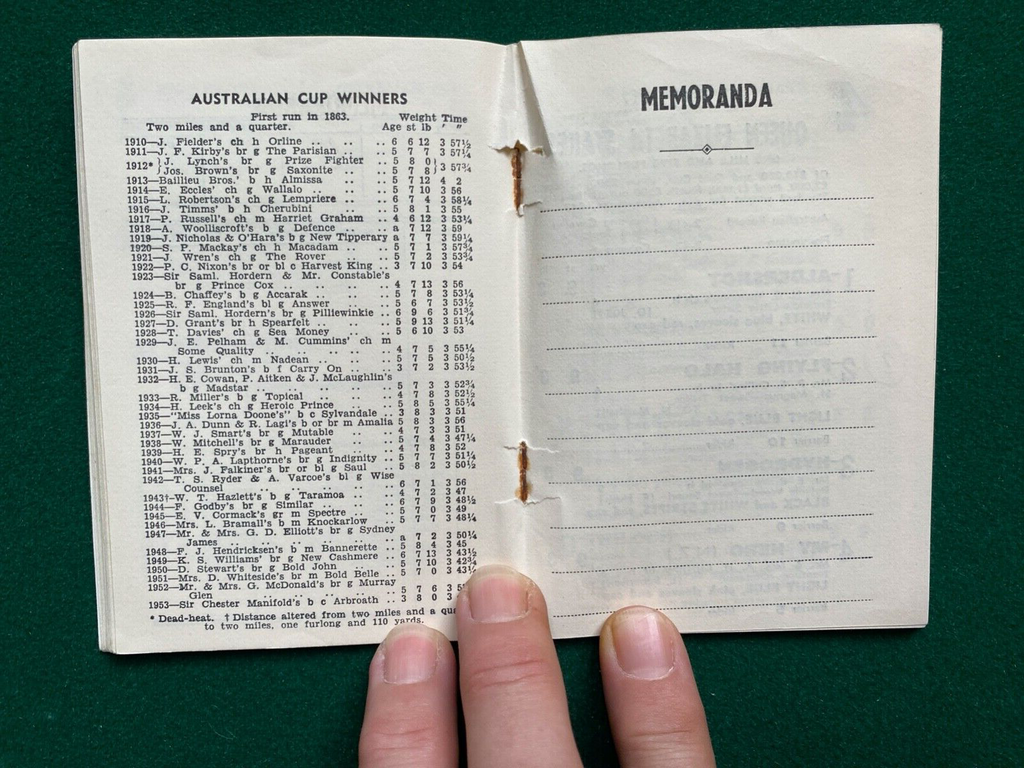 AUSTRALIAN CUP WINNERS
First run in 1863.
Weight Time
Two miles and a quarter. Age st lb ' "
1910—J. Fielder's ch h Orline .. .. .. 6 6 12 3 57½
1911—J. F. Kirby's br g The Parisian .. .. 5 7 7 3 57¼
1912* } J. Lynch's br g Prize Fighter 5 8 0 } 3 57¾
} Jos. Brown's br g Saxonite .. .. 5 7 8 }
1913—Baillieu Bros.' b h Almissa .. .. 5 7 12 4 2
1914—E. Eccles' ch g Wallalo .. .. .. 5 7 10 3 56
1915—L. Robertson's ch g Lempriere .. .. 6 7 4 3 58¼
1916—J. Timms' b h Cherubini .. .. .. 5 8 1 3 55
1917—P. Russell's ch m Harriet Graham .. 4 6 12 3 53¼
1918—A. Woolliscroft's b g Defence .. .. a 7 12 3 59
1919—J. Nicholas & O'Hara's b g New Tipperary a 7 7 3 59¼
1920—S. P. Mackay's ch h Macadam .. .. 5 7 1 3 57¾
1921—J. Wren's ch g The Rover .. .. 5 7 2 3 53¾
1922—P. C. Nixon's br or bl c Harvest King .. 3 7 10 3 54
1923—Sir Saml. Hordern & Mr. Constable's
br g Prince Cox .. .. .. .. 4 7 13 3 56
1924—B. Chaffey's b g Accarak .. .. .. 5 7 8 3 53¼
1925—R. F. England's bl g Answer .. .. 5 6 7 3 53½
1926—Sir Saml. Hordern's br g Pilliewinkie .. 6 9 6 3 51¾
1927—D. Grant's br h Spearfelt .. .. .. 5 9 13 3 51¼
1928—T. Davies' ch g Sea Money .. .. 5 6 10 3 53
1929—J. E. Pelham & M. Cummins' ch m
Some Quality .. .. .. .. 4 7 5 3 55¼
1930—H. Lewis' ch m Nadean .. .. .. 5 7 5 3 50½
1931—J. S. Brunton's b f Carry On .. .. 3 7 2 3 53½
1932—H. E. Cowan, P. Aitken & J. McLaughlin's
b g Madstar .. .. .. .. 5 7 3 3 52¾
1933—R. Miller's b g Topical .. .. .. 4 7 8 3 52½
1934—H. Leek's ch g Heroic Prince .. .. 5 8 5 3 55¼
1935—"Miss Lorna Doone's" b c Sylvandale .. 3 8 3 3 51
1936—J. A. Dunn & R. Lagi's b or br m Amalia 5 8 3 3 56
1937—W. J. Smart's br g Mutable .. .. 4 7 3 3 51
1938—W. Mitchell's br g Marauder .. .. 5 7 4 3 47¼
1939—H. E. Spry's br h Pageant .. .. 4 7 8 3 52
1940—W. P. A. Lapthorne's br g Indignity .. 5 7 7 3 51¼
1941—Mrs. J. Falkiner's br or bl g Saul .. 5 8 2 3 50½
1942—T. S. Ryder & A. Varcoe's bl g Wise
Counsel .. .. .. .. .. 6 7 1 3 56
1943†—W. T. Hazlett's b g Taramoa .. .. 4 7 2 3 47
1944—F. Godby's br g Similar .. .. .. 6 7 9 3 48½
1945—E. V. Cormack's gr m Spectre .. .. 5 7 0 3 49
1946—Mrs. L. Bramall's b m Knockarlow .. 5 7 7 3 48¼
1947—Mr. & Mrs. G. D. Elliott's br g Sydney
James .. .. .. .. .. a 7 2 3 50¼
1948—F. J. Hendricksen's b m Bannerette .. 5 8 4 3 45
1949—K. S. Williams' br g New Cashmere .. 6 7 13 3 43½
1950—D. Stewart's br g Bold John .. .. 5 7 10 3 42¾
1951—Mrs. D. Whiteside's br m Bold Belle .. 5 7 0 3 43
1952—Mr. & Mrs. G. McDonald's br g Murray
Glen .. .. .. .. .. 5 7 6 3
1953—Sir Chester Manifold's b c Arbroath .. 3 8 0
* Dead-heat. † Distance altered from two miles and a
to two miles, one furlong and 110 yards.
MEMORANDA